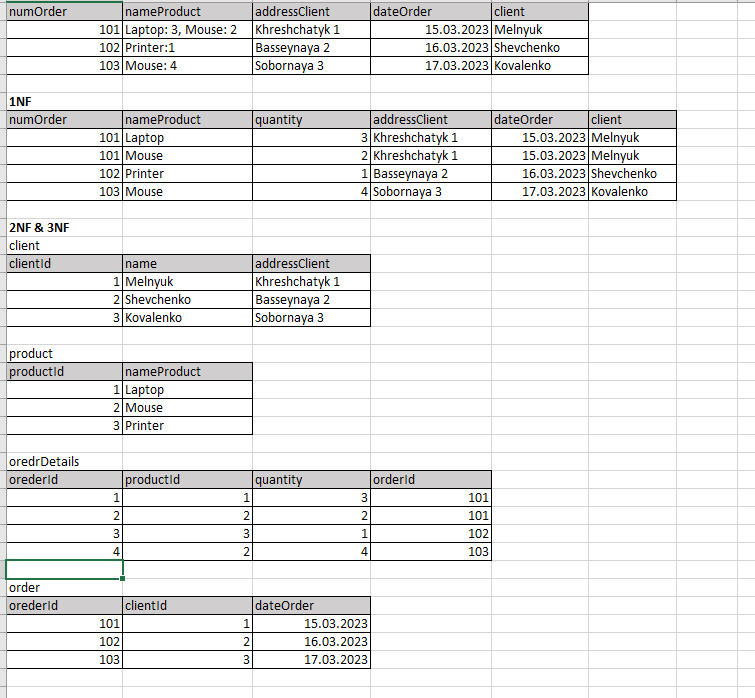 numOrder nameProduct addressClient dateOrder client
101 Laptop: 3, Mouse: 2 Khreshchatyk 1 15.03.2023 Melnyuk
102 Printer:1 Basseynaya 2 16.03.2023 Shevchenko
103 Mouse: 4 Sobornaya 3 17.03.2023 Kovalenko
1NF
numOrder nameProduct quantity addressClient dateOrder client
101 Laptop 3 Khreshchatyk 1 15.03.2023 Melnyuk
101 Mouse 2 Khreshchatyk 1 15.03.2023 Melnyuk
102 Printer 1 Basseynaya 2 16.03.2023 Shevchenko
103 Mouse 4 Sobornaya 3 17.03.2023 Kovalenko
2NF & 3NF
client
clientId name addressClient
1 Melnyuk Khreshchatyk 1
2 Shevchenko Basseynaya 2
3 Kovalenko Sobornaya 3
product
productId nameProduct
1 Laptop
2 Mouse
3 Printer
oredrDetails
orederId productId quantity orderId
1 1 3 101
2 2 2 101
3 3 1 102
4 2 4 103
order
orederId clientId dateOrder
101 1 15.03.2023
102 2 16.03.2023
103 3 17.03.2023